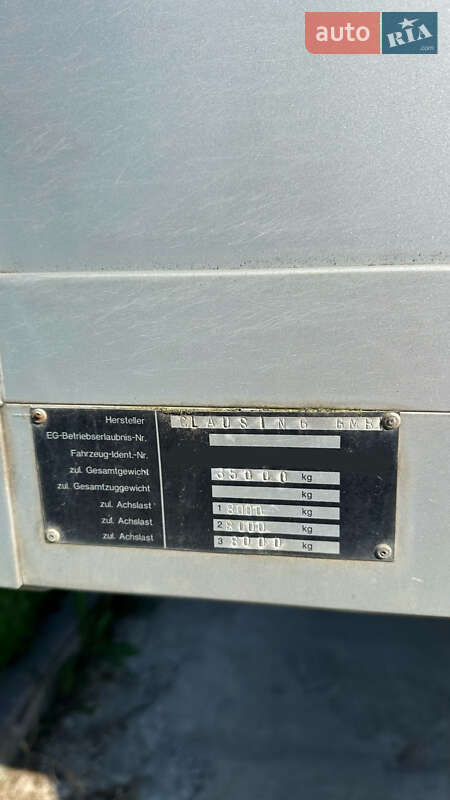 auto RIA .com
Hersteller CLAUSING GMBH
EG-Betriebserlaubnis-Nr.
Fahrzeug-Ident.-Nr.
zul. Gesamtgewicht 35000 kg
zul. Gesamtzuggewicht kg
zul. Achslast 1 8000 kg
zul. Achslast 2 8000 kg
zul. Achslast 3 8000 kg